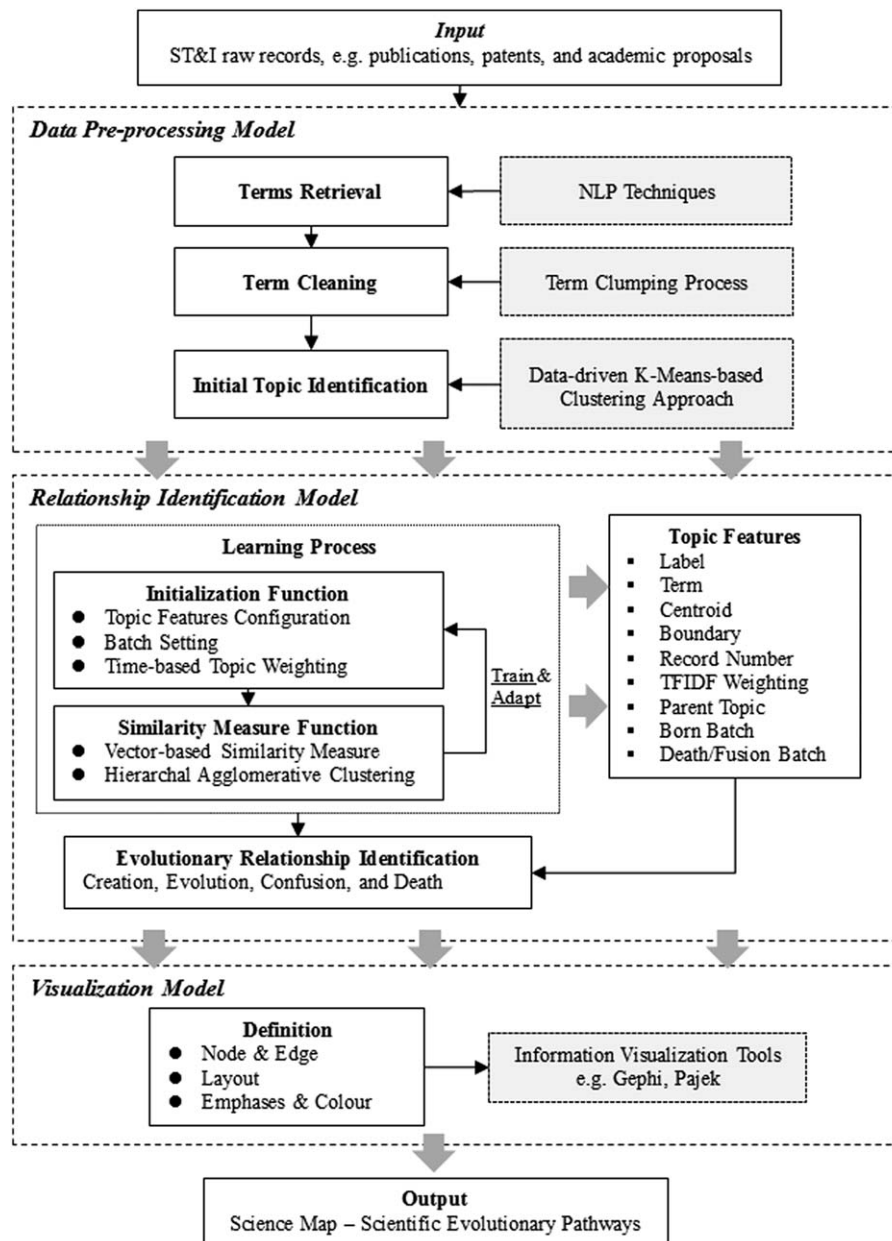 Input
ST&I raw records, e.g. publications, patents, and academic proposals
Data Pre-processing Model
Terms Retrieval
NLP Techniques
Term Cleaning
Term Clumping Process
Initial Topic Identification
Data-driven K-Means-based
Clustering Approach
Relationship Identification Model
Learning Process
Initialization Function
● Topic Features Configuration
● Batch Setting
● Time-based Topic Weighting
Train &
Adapt
Similarity Measure Function
● Vector-based Similarity Measure
● Hierarchal Agglomerative Clustering
Topic Features
▪ Label
▪ Term
▪ Centroid
▪ Boundary
▪ Record Number
▪ TFIDF Weighting
▪ Parent Topic
▪ Born Batch
▪ Death/Fusion Batch
Evolutionary Relationship Identification
Creation, Evolution, Confusion, and Death
Visualization Model
Definition
● Node & Edge
● Layout
● Emphases & Colour
Information Visualization Tools
e.g. Gephi, Pajek
Output
Science Map – Scientific Evolutionary Pathways